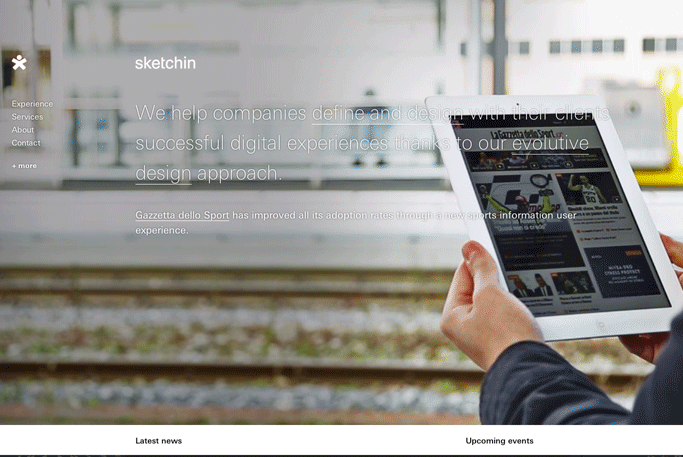 sketchin
Experience
Services
About
Contact
+ more
We help companies define and design with their clients
successful digital experiences thanks to our evolutive
design approach.
Gazzetta dello Sport has improved all its adoption rates through a new sports information user
experience.
La Gazzetta dello Sport
Latest news
Upcoming events